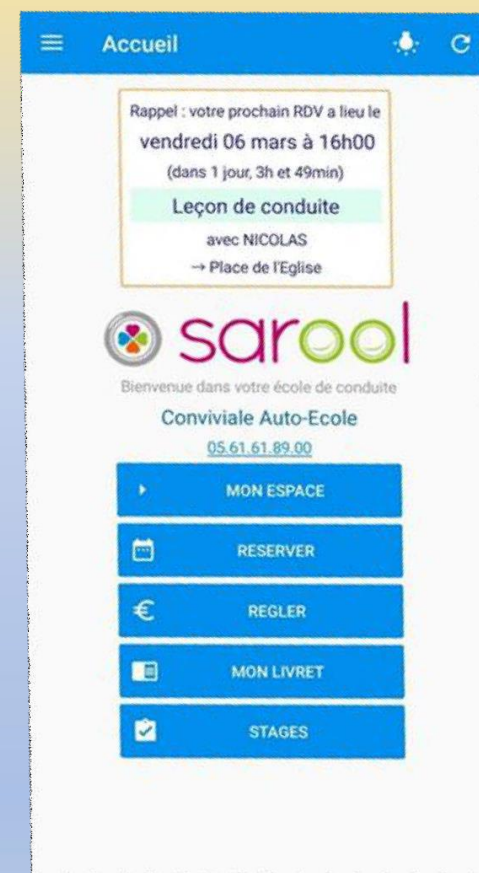 Accueil
Rappel : votre prochain RDV a lieu le
vendredi 06 mars à 16h00
(dans 1 jour, 3h et 49min)
Leçon de conduite
avec NICOLAS
→ Place de l'Eglise
sarool
Bienvenue dans votre école de conduite
Conviviale Auto-Ecole
05.61.61.89.00
MON ESPACE
RESERVER
€ REGLER
MON LIVRET
STAGES